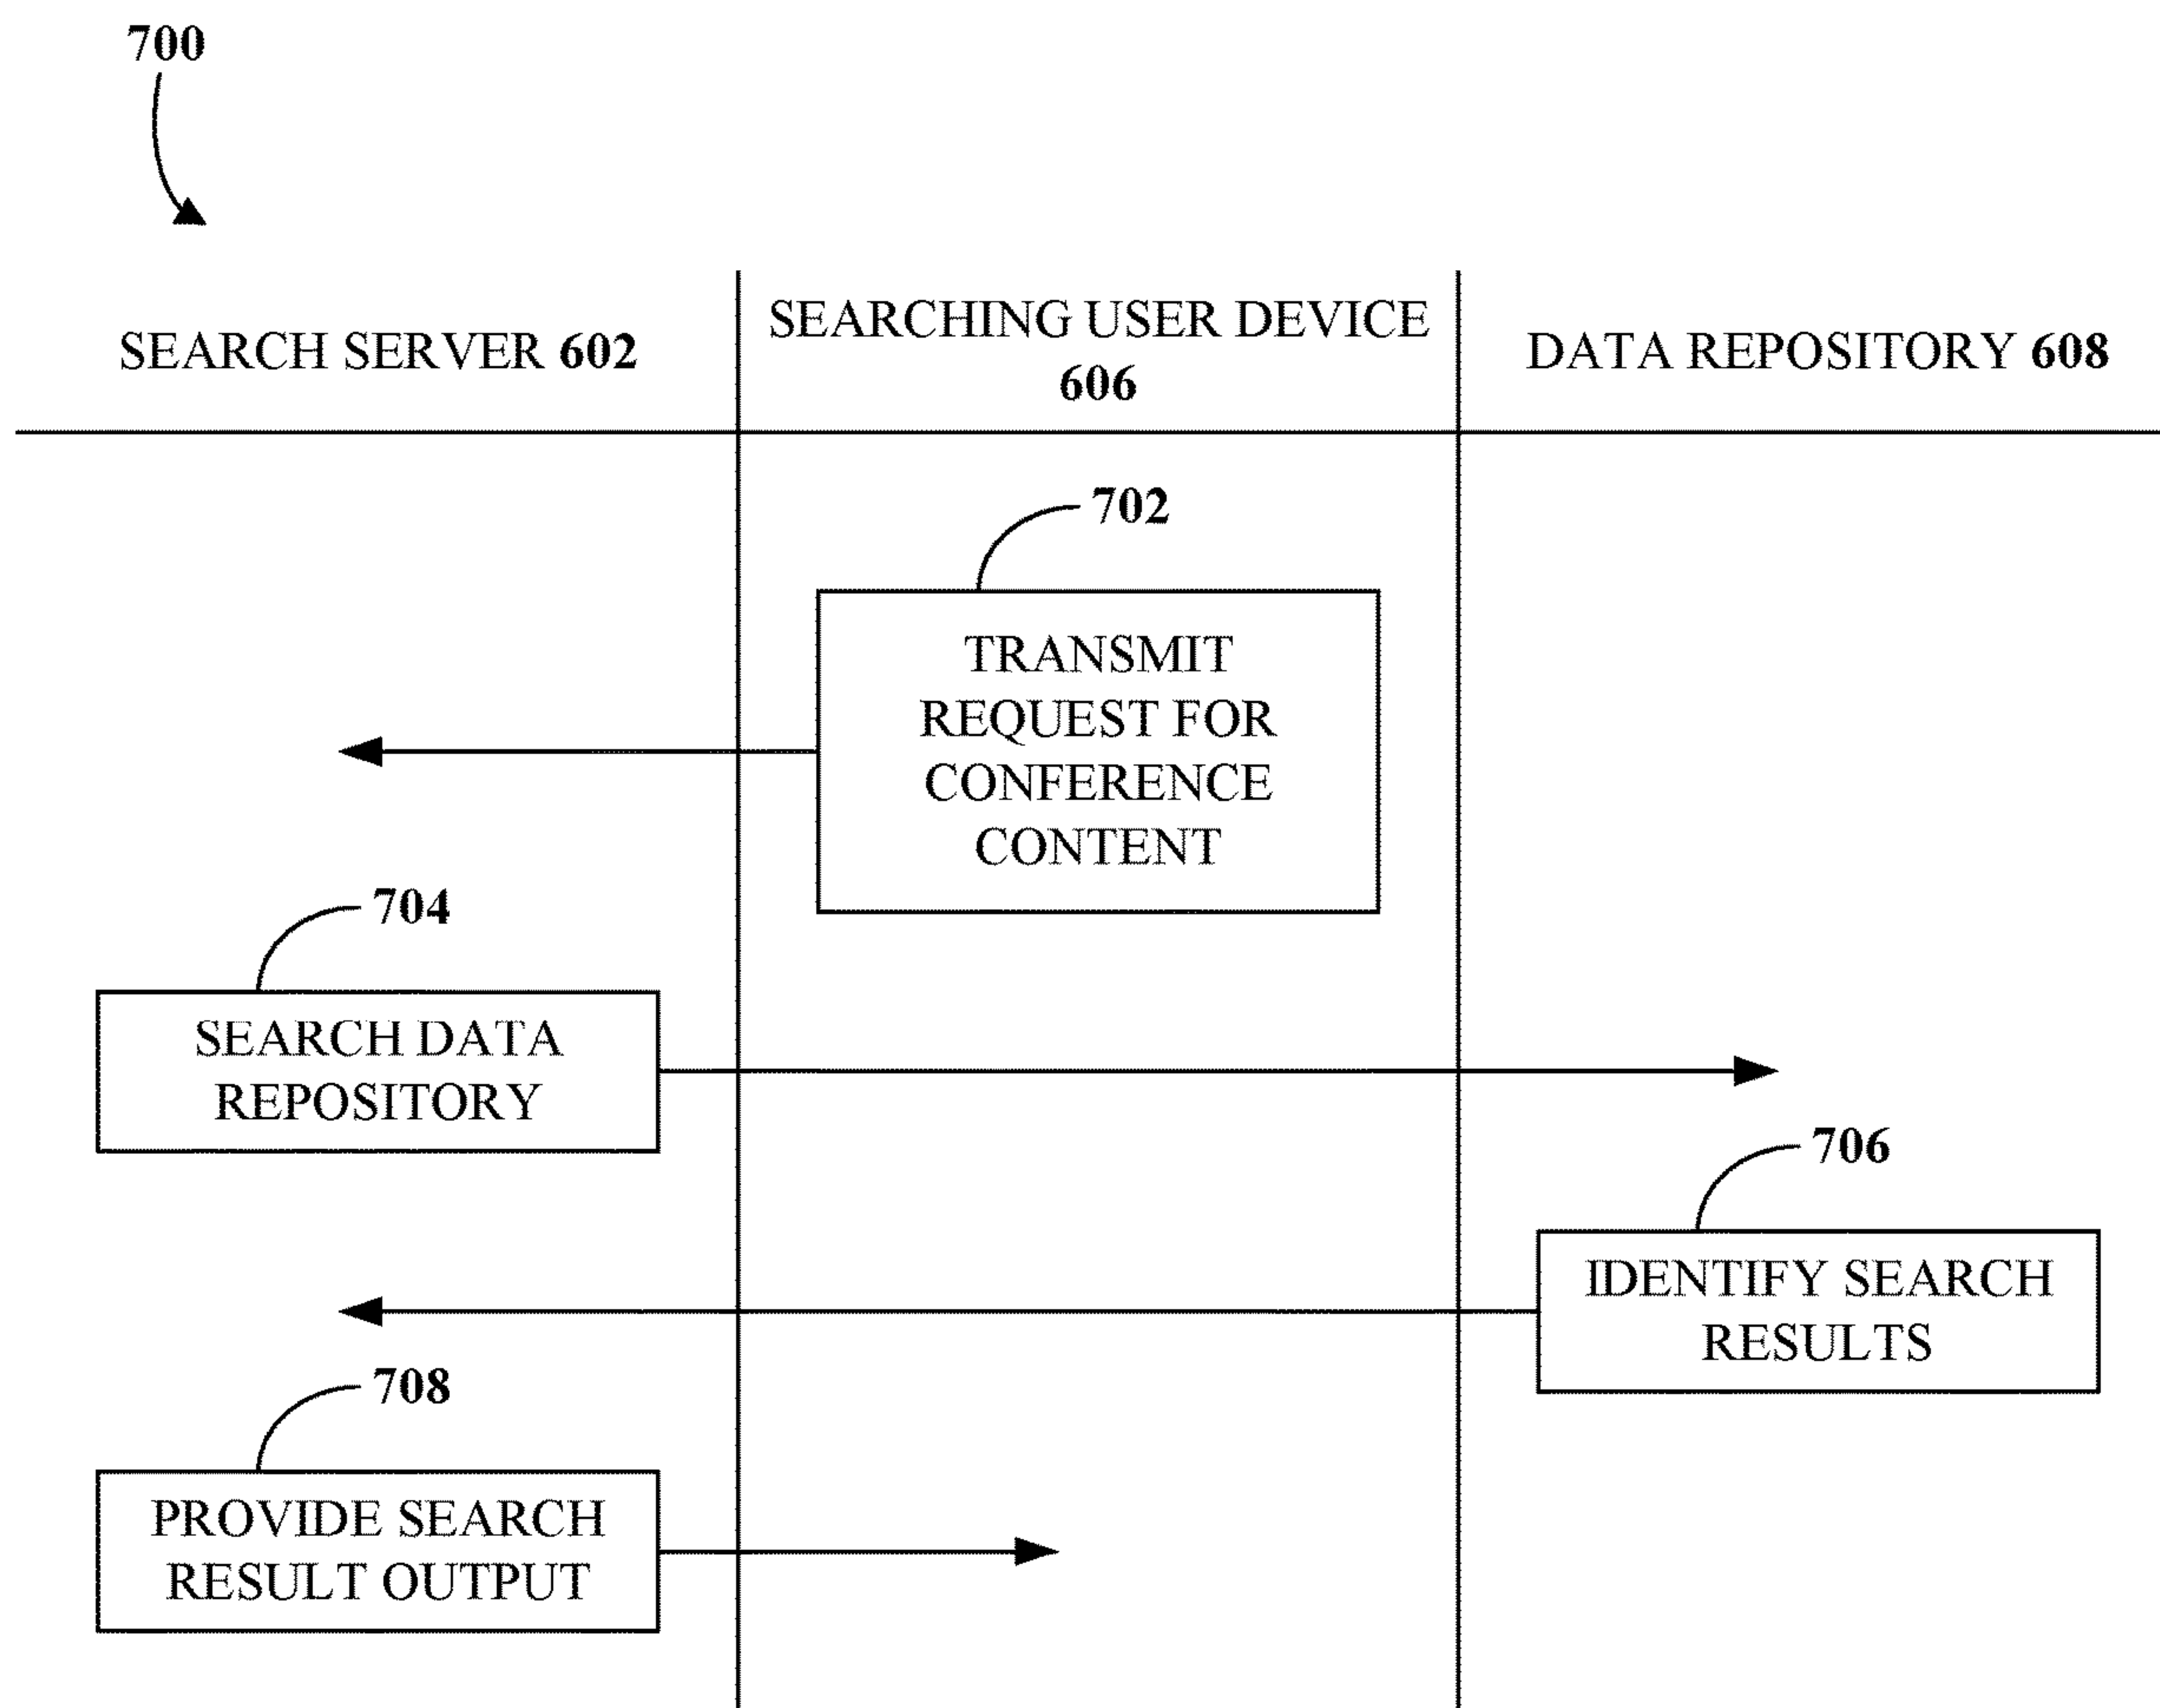 700
SEARCH SERVER 602
SEARCHING USER DEVICE
606
DATA REPOSITORY 608
702
TRANSMIT
REQUEST FOR
CONFERENCE
CONTENT
704
SEARCH DATA
REPOSITORY
706
IDENTIFY SEARCH
RESULTS
708
PROVIDE SEARCH
RESULT OUTPUT